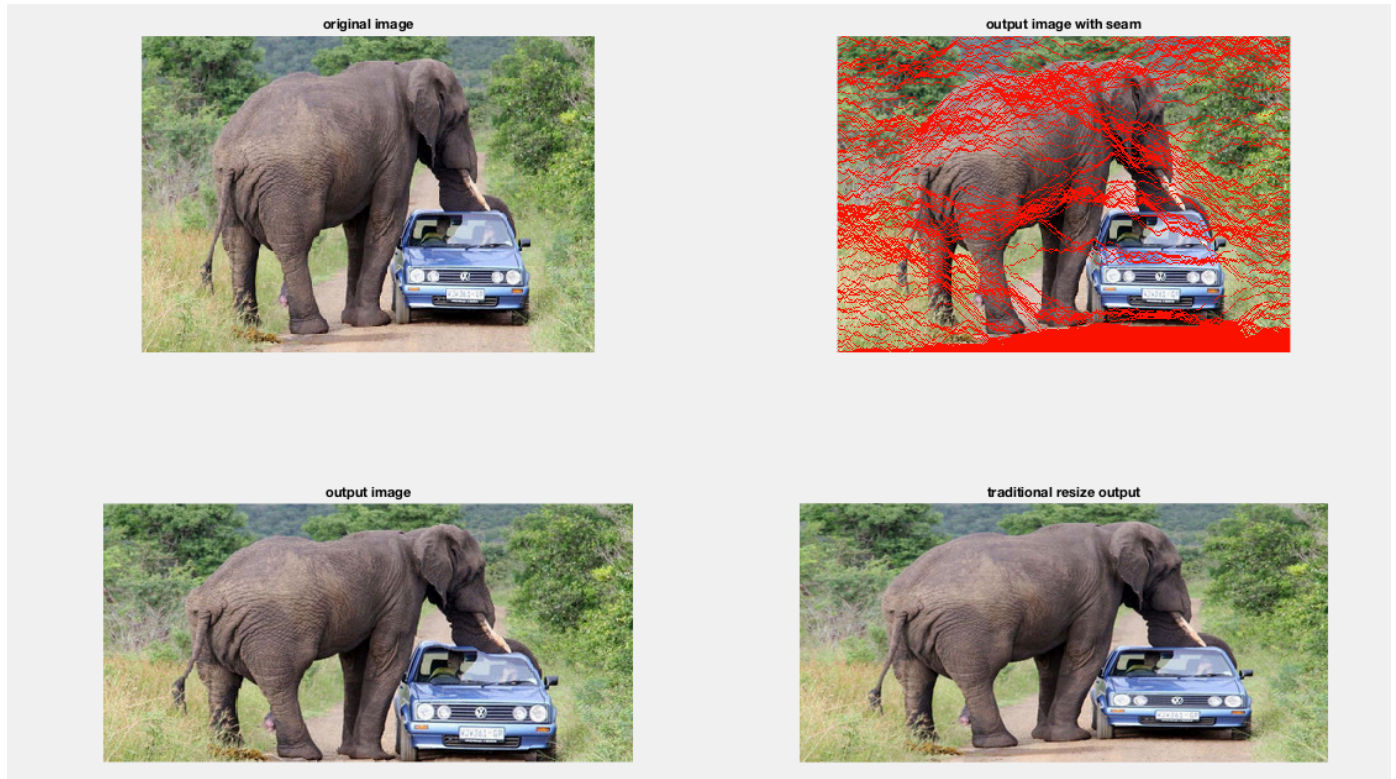 original image
output image with seam
output image
traditional resize output